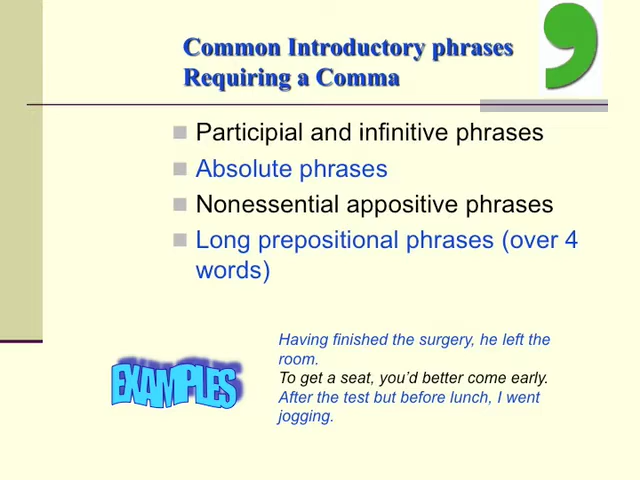 Common Introductory phrases
Requiring a Comma
Participial and infinitive phrases
Absolute phrases
Nonessential appositive phrases
Long prepositional phrases (over 4
words)
EXAMPLES
Having finished the surgery, he left the
room.
To get a seat, you’d better come early.
After the test but before lunch, I went
jogging.